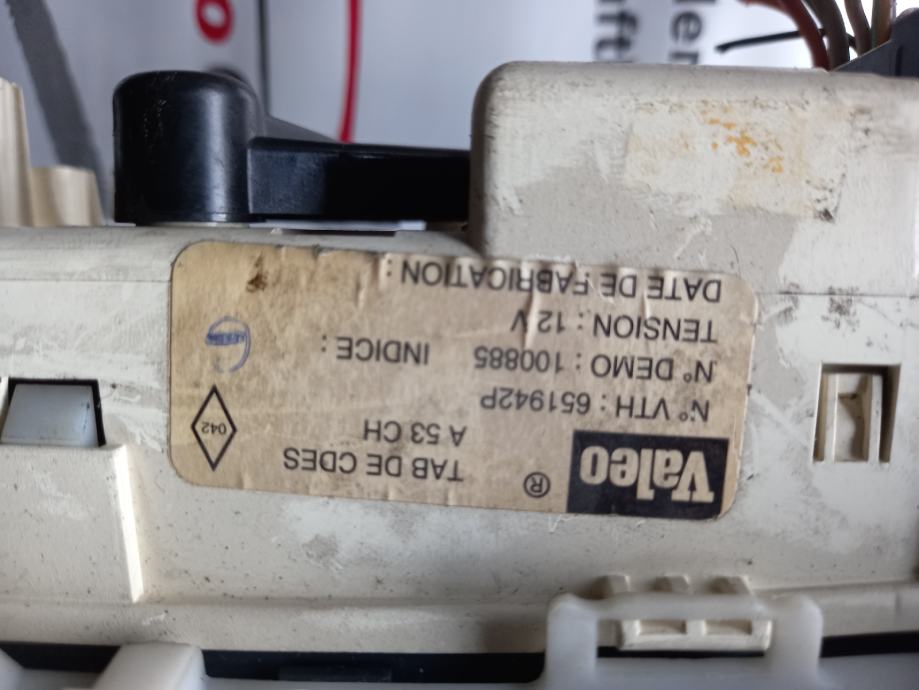 Valeo ® TAB DE CDES
A 53 CH
N° VTH : 651942P
N° DEMO : 100885 INDICE :
TENSION : 12 V
DATE DE FABRICATION :
042